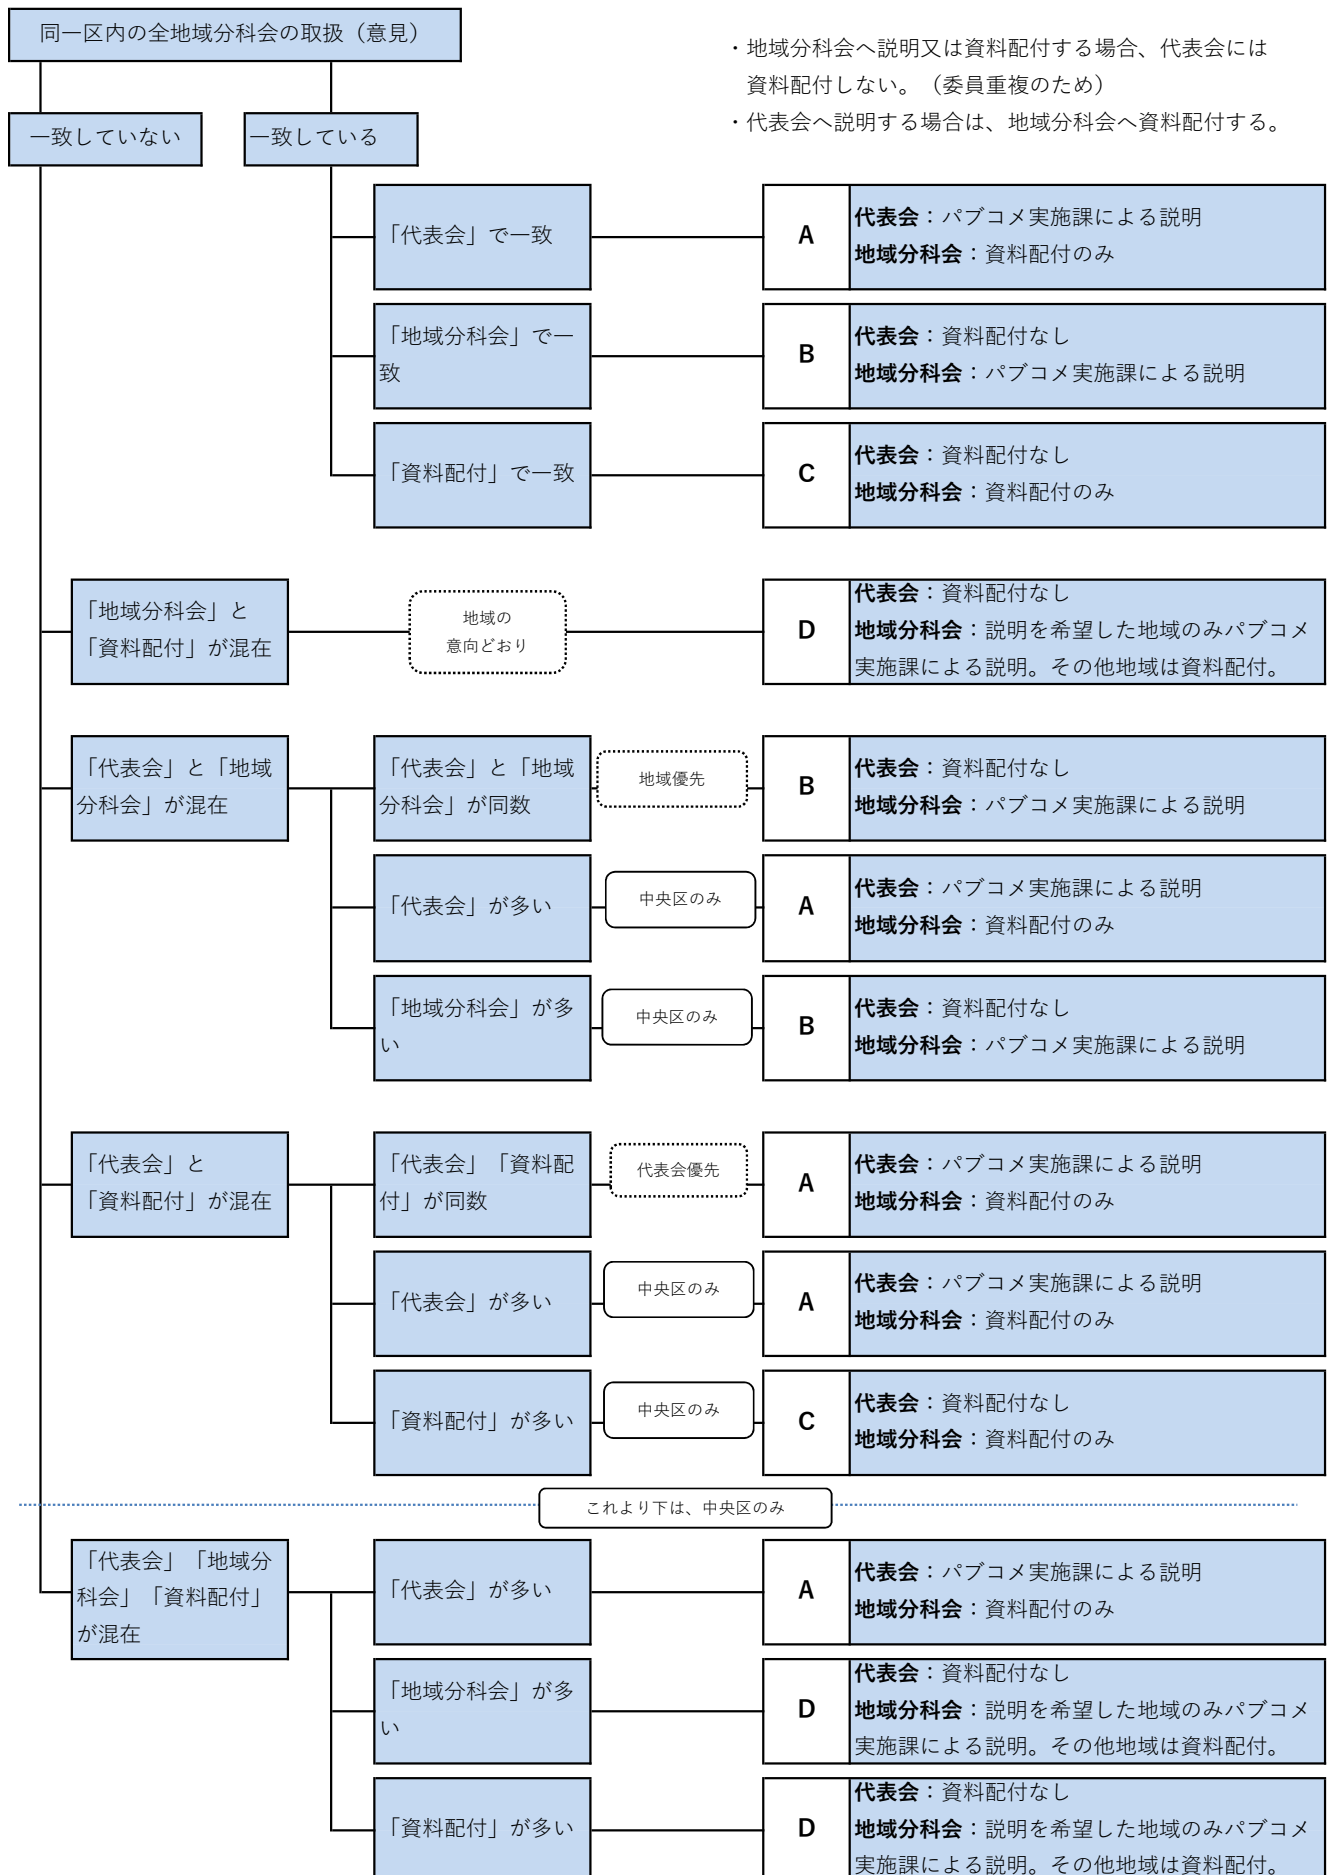 同一区内の全地域分科会の取扱（意見）
・地域分科会へ説明又は資料配付する場合、代表会には
資料配付しない。（委員重複のため）
・代表会へ説明する場合は、地域分科会へ資料配付する。
一致していない
一致している
「代表会」で一致
A
代表会：パブコメ実施課による説明
地域分科会：資料配付のみ
「地域分科会」で一
致
B
代表会：資料配付なし
地域分科会：パブコメ実施課による説明
「資料配付」で一致
C
代表会：資料配付なし
地域分科会：資料配付のみ
「地域分科会」と
「資料配付」が混在
地域の
意向どおり
D
代表会：資料配付なし
地域分科会：説明を希望した地域のみパブコメ
実施課による説明。その他地域は資料配付。
「代表会」と「地域
分科会」が混在
「代表会」と「地域
分科会」が同数
地域優先
B
代表会：資料配付なし
地域分科会：パブコメ実施課による説明
「代表会」が多い
中央区のみ
A
代表会：パブコメ実施課による説明
地域分科会：資料配付のみ
「地域分科会」が多
い
中央区のみ
B
代表会：資料配付なし
地域分科会：パブコメ実施課による説明
「代表会」と
「資料配付」が混在
「代表会」「資料配
付」が同数
代表会優先
A
代表会：パブコメ実施課による説明
地域分科会：資料配付のみ
「代表会」が多い
中央区のみ
A
代表会：パブコメ実施課による説明
地域分科会：資料配付のみ
「資料配付」が多い
中央区のみ
C
代表会：資料配付なし
地域分科会：資料配付のみ
これより下は、中央区のみ
「代表会」「地域分
科会」「資料配付」
が混在
「代表会」が多い
A
代表会：パブコメ実施課による説明
地域分科会：資料配付のみ
「地域分科会」が多
い
D
代表会：資料配付なし
地域分科会：説明を希望した地域のみパブコメ
実施課による説明。その他地域は資料配付。
「資料配付」が多い
D
代表会：資料配付なし
地域分科会：説明を希望した地域のみパブコメ
実施課による説明。その他地域は資料配付。